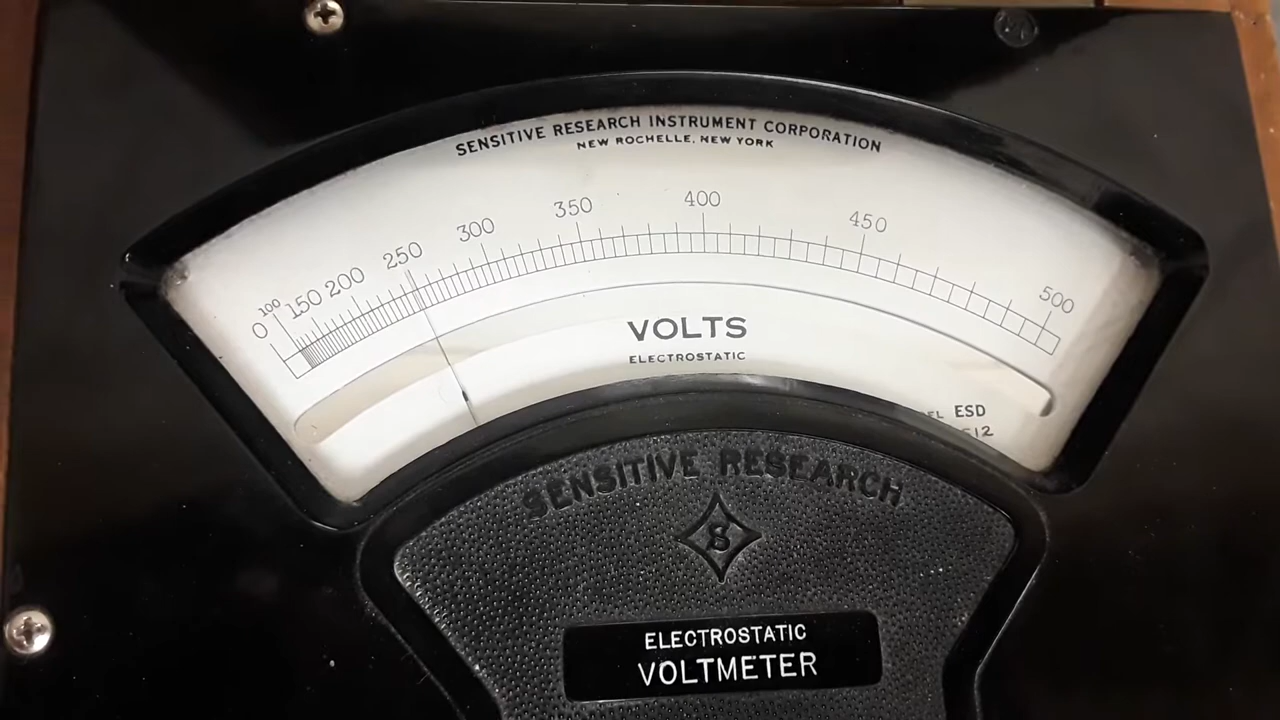 SENSITIVE RESEARCH INSTRUMENT CORPORATION
NEW ROCHELLE, NEW YORK
0 100 150 200 250 300 350 400 450 500
VOLTS
ELECTROSTATIC
ESD
SENSITIVE RESEARCH
S
ELECTROSTATIC
VOLTMETER